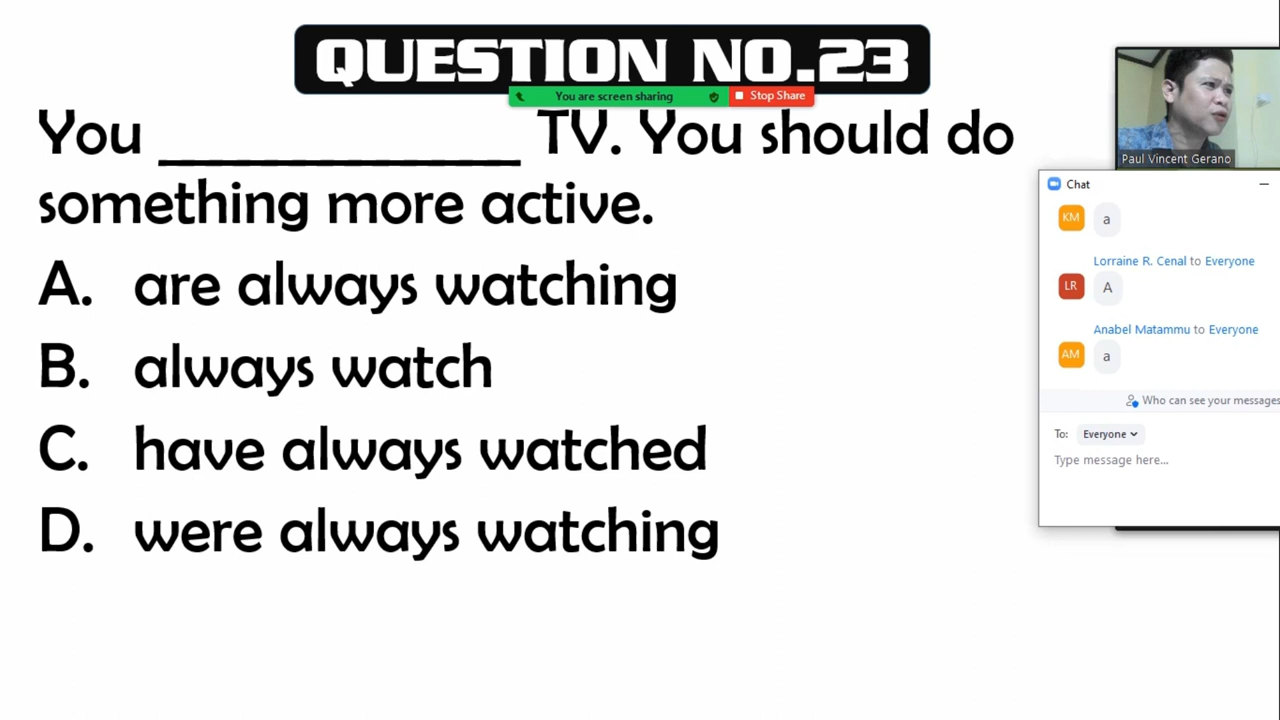 QUESTION NO.23
You are screen sharing
Stop Share
You _______________ TV. You should do
something more active.
A. are always watching
B. always watch
C. have always watched
D. were always watching
Paul Vincent Gerano
Chat
KM
a
Lorraine R. Cenal to Everyone
LR
A
Anabel Matammu to Everyone
AM
a
Who can see your messages
To: Everyone
Type message here...